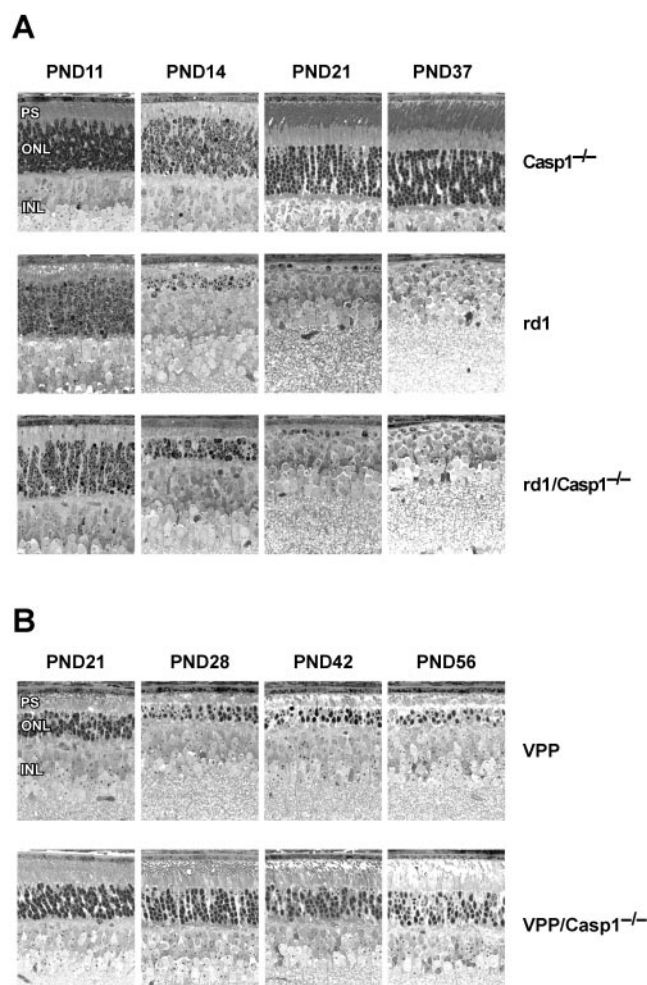 A
PND11 PND14 PND21 PND37
PS
ONL
INL
Casp1–/–
rd1
rd1/Casp1–/–
B
PND21 PND28 PND42 PND56
PS
ONL
INL
VPP
VPP/Casp1–/–